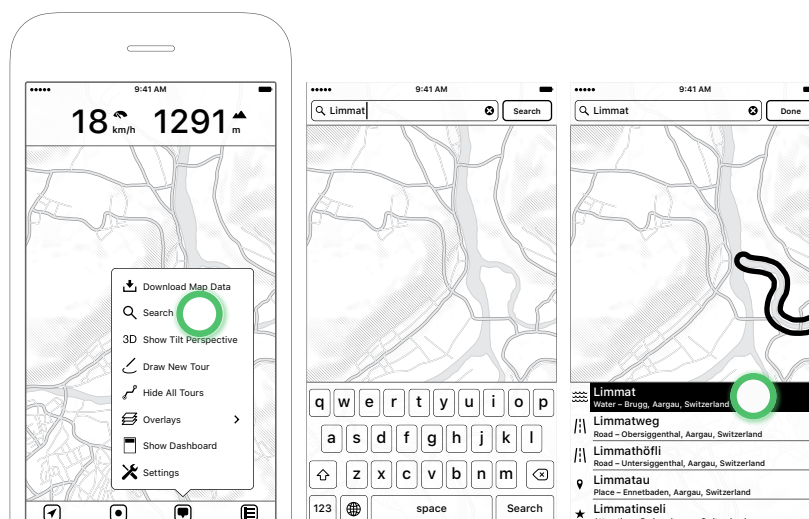 9:41 AM
18 km/h 1291 m
Download Map Data
Search
3D Show Tilt Perspective
Draw New Tour
Hide All Tours
Overlays
Show Dashboard
Settings
9:41 AM
Limmat Search
q w e r t y u i o p
a s d f g h j k l
z x c v b n m
123 space Search
9:41 AM
Limmat Done
Limmat
Water – Brugg, Aargau, Switzerland
Limmatweg
Road – Obersiggenthal, Aargau, Switzerland
Limmathöfli
Road – Untersiggenthal, Aargau, Switzerland
Limmatau
Place – Ennetbaden, Aargau, Switzerland
Limmatinseli